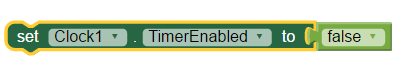 set Clock1 . TimerEnabled to false